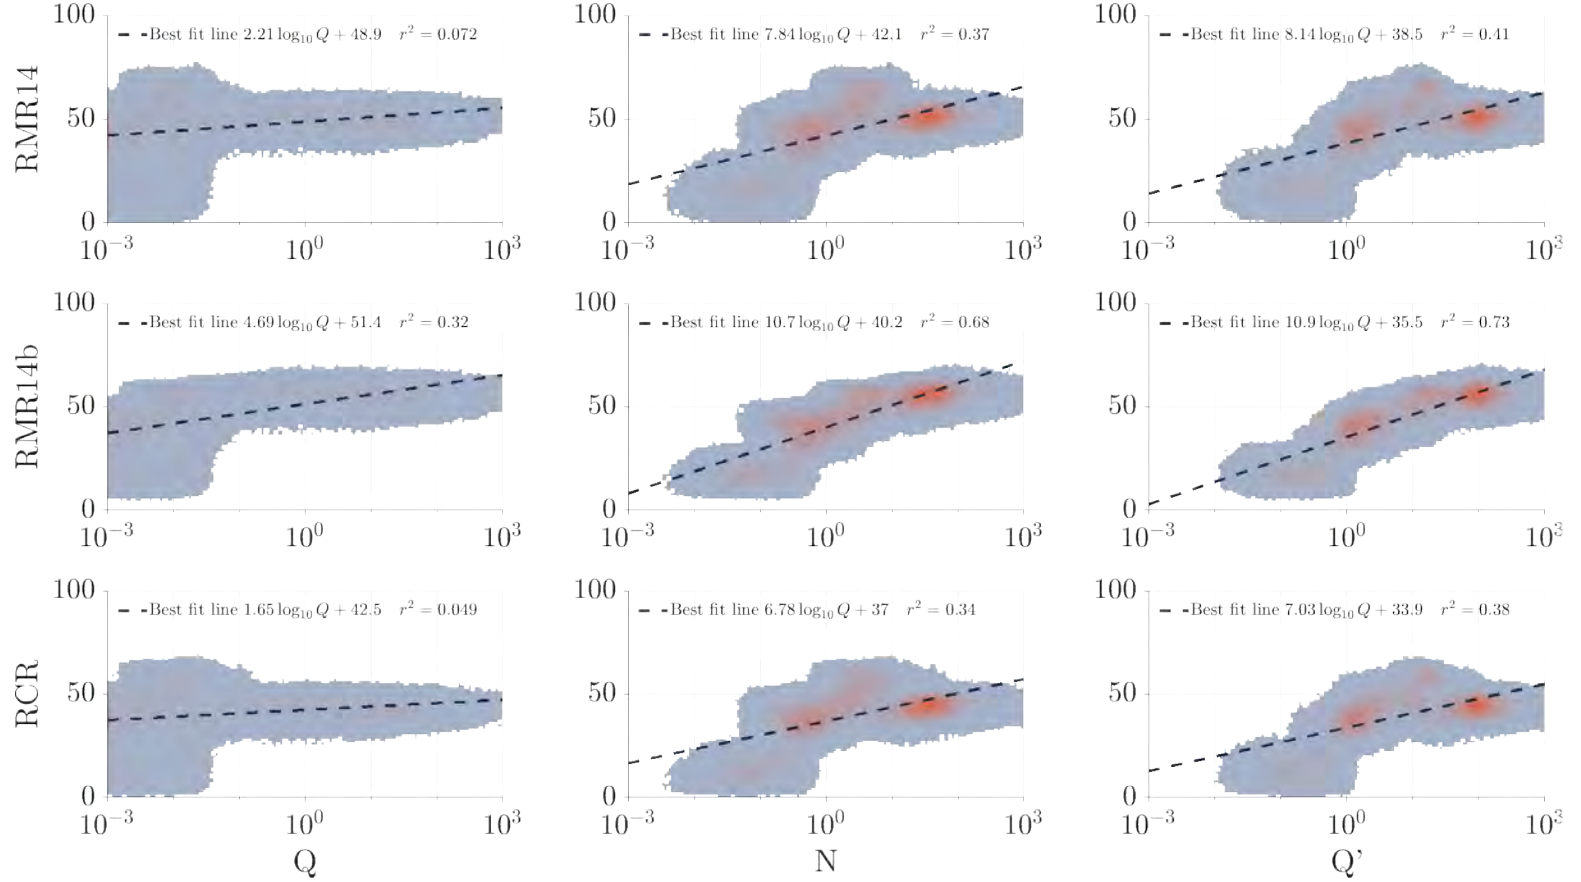 100
Best fit line 2.21 log₁₀ Q + 48.9 r² = 0.072
50
0
10⁻³ 10⁰ 10³
RMR14
100
Best fit line 7.84 log₁₀ Q + 42.1 r² = 0.37
50
0
10⁻³ 10⁰ 10³
100
Best fit line 8.14 log₁₀ Q + 38.5 r² = 0.41
50
0
10⁻³ 10⁰ 10³
100
Best fit line 4.69 log₁₀ Q + 51.4 r² = 0.32
50
0
10⁻³ 10⁰ 10³
RMR14b
100
Best fit line 10.7 log₁₀ Q + 40.2 r² = 0.68
50
0
10⁻³ 10⁰ 10³
100
Best fit line 10.9 log₁₀ Q + 35.5 r² = 0.73
50
0
10⁻³ 10⁰ 10³
100
Best fit line 1.65 log₁₀ Q + 42.5 r² = 0.049
50
0
10⁻³ 10⁰ 10³
RCR
Q
100
Best fit line 6.78 log₁₀ Q + 37 r² = 0.34
50
0
10⁻³ 10⁰ 10³
N
100
Best fit line 7.03 log₁₀ Q + 33.9 r² = 0.38
50
0
10⁻³ 10⁰ 10³
Q'